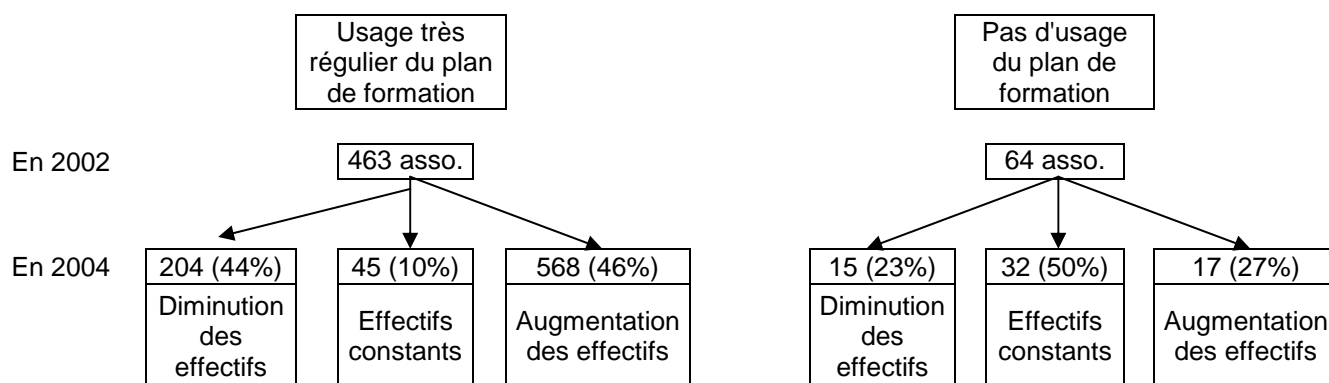 Usage très
régulier du plan
de formation
Pas d'usage
du plan de
formation
En 2002
463 asso.
64 asso.
En 2004
204 (44%)
45 (10%)
568 (46%)
15 (23%)
32 (50%)
17 (27%)
Diminution
des
effectifs
Effectifs
constants
Augmentation
des effectifs
Diminution
des
effectifs
Effectifs
constants
Augmentation
des effectifs